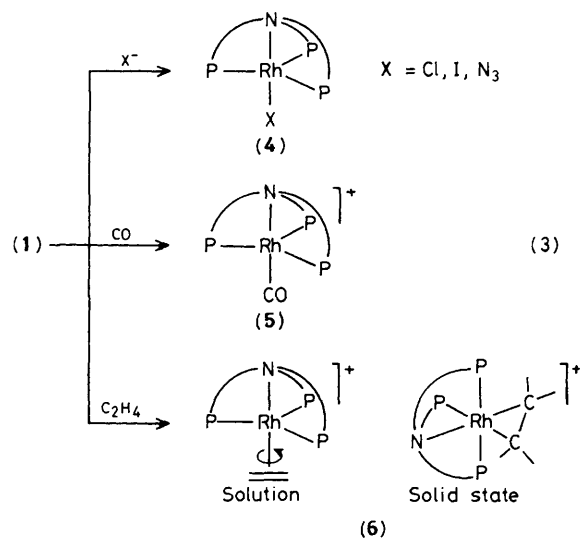 N
P
X⁻
P Rh
P
X = Cl, I, N₃
X
(4)
N ]+
(1) CO
P Rh P
P
(3)
CO
(5)
N ]+
P ]+
C₂H₄
P Rh P
P
P Rh C
C
N
P
Solution Solid state
(6)